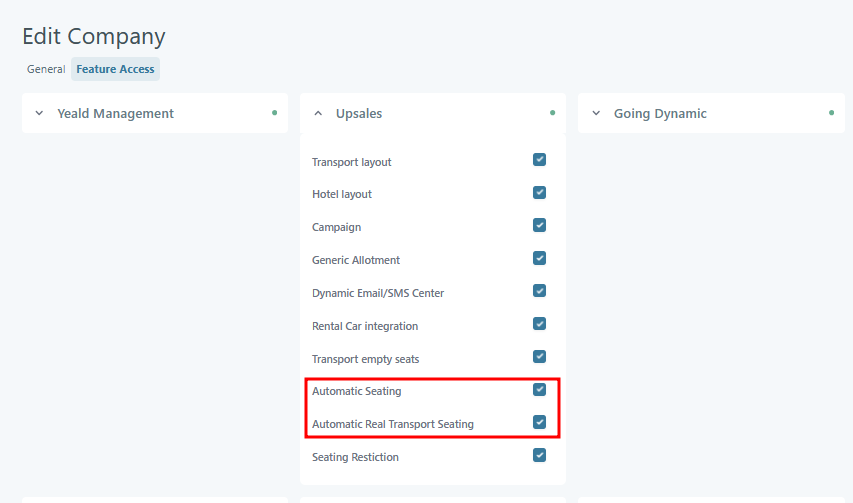 Edit Company
General Feature Access
Yeald Management
Upsales
Going Dynamic
Transport layout
Hotel layout
Campaign
Generic Allotment
Dynamic Email/SMS Center
Rental Car integration
Transport empty seats
Automatic Seating
Automatic Real Transport Seating
Seating Restiction